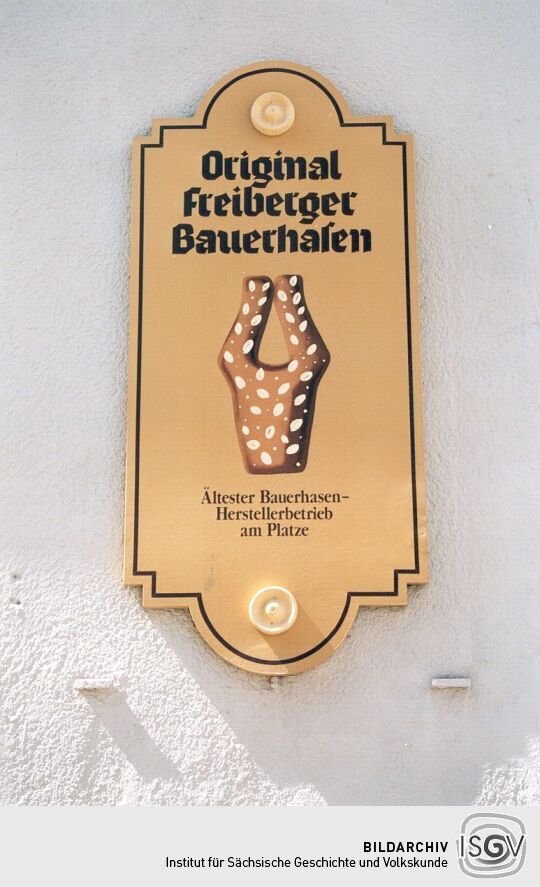 Original
Freiberger
Bauerhaſen
Ältester Bauerhasen-
Herstellerbetrieb
am Platze
BILDARCHIV
Institut für Sächsische Geschichte und Volkskunde
ISGV